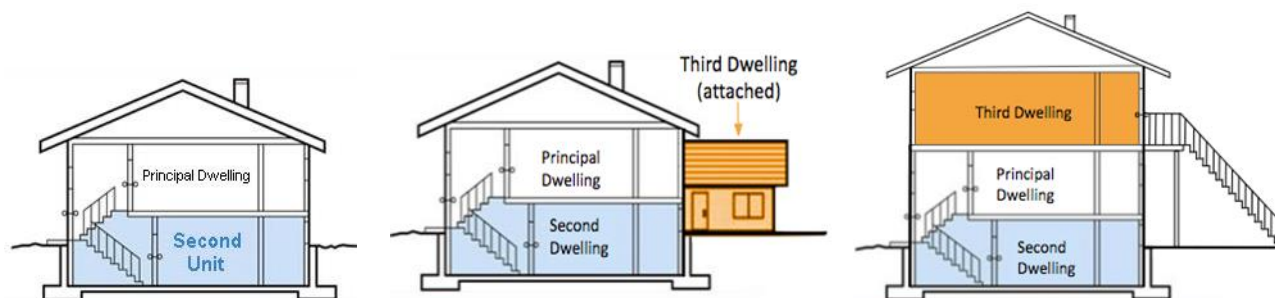 Principal Dwelling
Second
Unit
Third Dwelling
(attached)
Principal
Dwelling
Second
Dwelling
Third Dwelling
Principal
Dwelling
Second
Dwelling